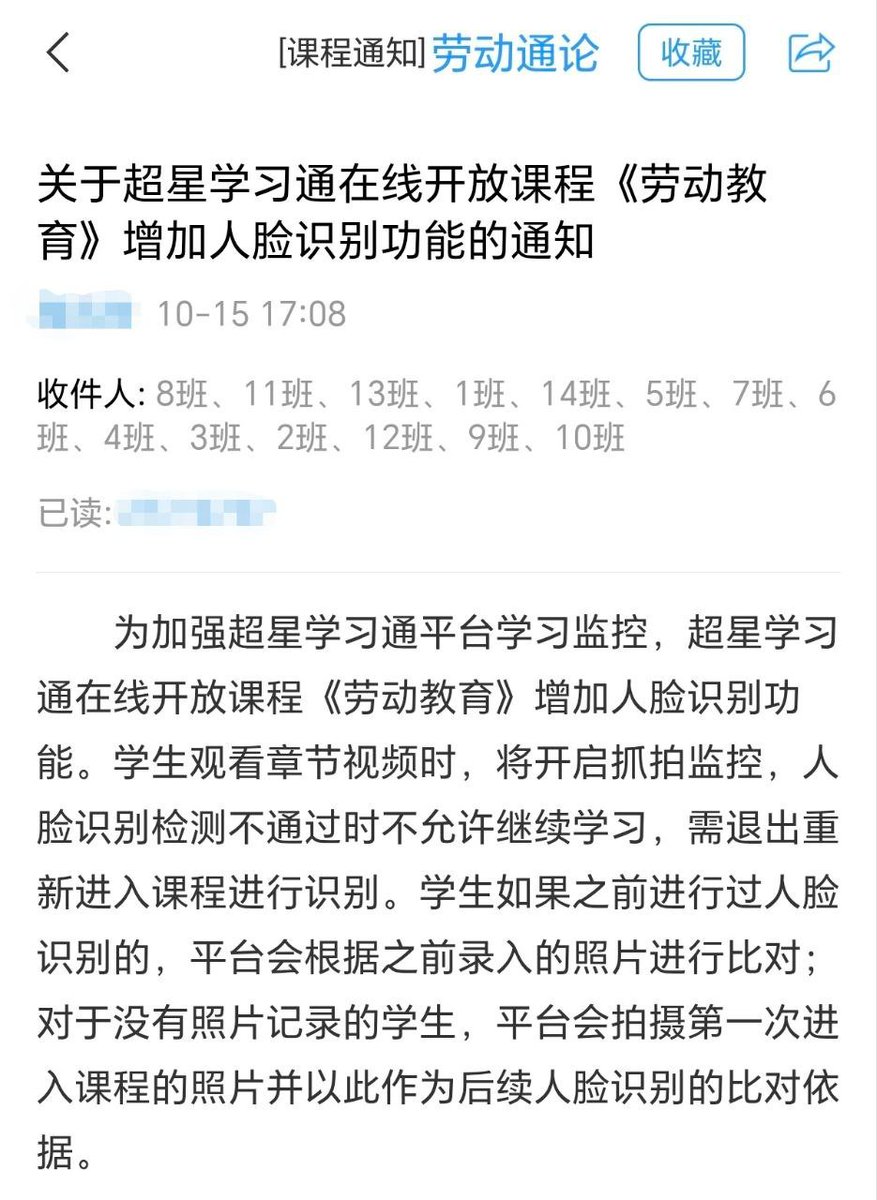 [课程通知]劳动通论 收藏
关于超星学习通在线开放课程《劳动教
育》增加人脸识别功能的通知
10-15 17:08
收件人: 8班、11班、13班、1班、14班、5班、7班、6
班、4班、3班、2班、12班、9班、10班
已读:
为加强超星学习通平台学习监控，超星学习
通在线开放课程《劳动教育》增加人脸识别功
能。学生观看章节视频时，将开启抓拍监控，人
脸识别检测不通过时不允许继续学习，需退出重
新进入课程进行识别。学生如果之前进行过人脸
识别的，平台会根据之前录入的照片进行比对；
对于没有照片记录的学生，平台会拍摄第一次进
入课程的照片并以此作为后续人脸识别的比对依
据。